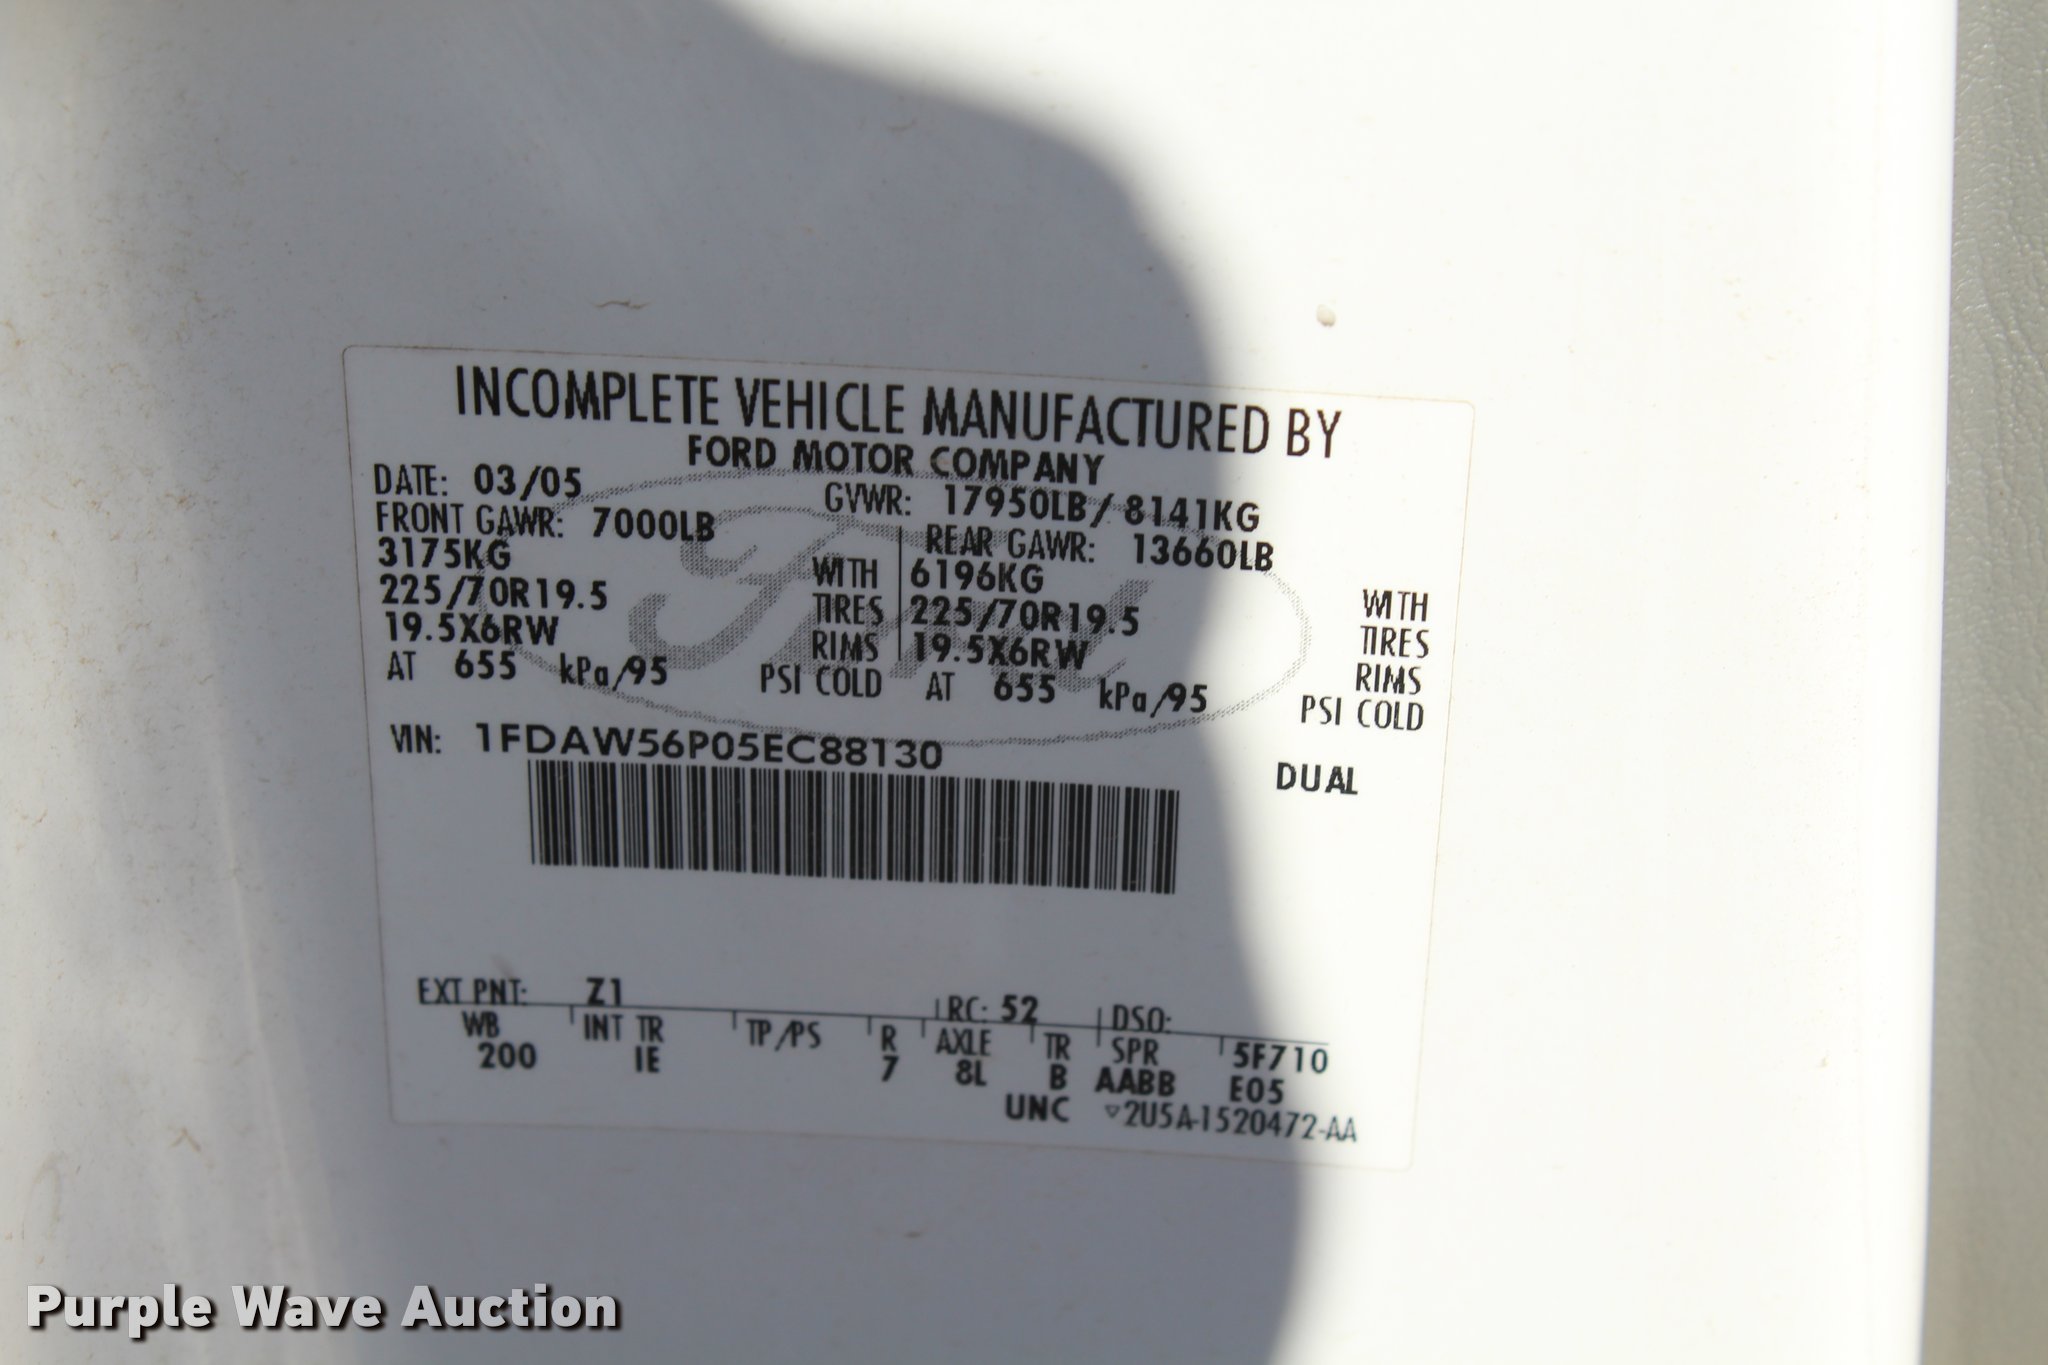 INCOMPLETE VEHICLE MANUFACTURED BY
FORD MOTOR COMPANY
DATE: 03/05 GVWR: 17950LB / 8141KG
FRONT GAWR: 7000LB REAR GAWR: 13660LB
3175KG WITH 6196KG WITH
225/70R19.5 TIRES 225/70R19.5 TIRES
19.5X6RW RIMS 19.5X6RW RIMS
AT 655 kPa/95 PSI COLD AT 655 kPa/95 PSI COLD
VIN: 1FDAW56P05EC88130
DUAL
EXT PNT: Z1 RC: 52 DSO:
WB INT TR TP/PS R AXLE TR SPR 5F710
200 IE 7 8L B AABB E05
UNC ▽2U5A-1520472-AA
Ford
Purple Wave Auction